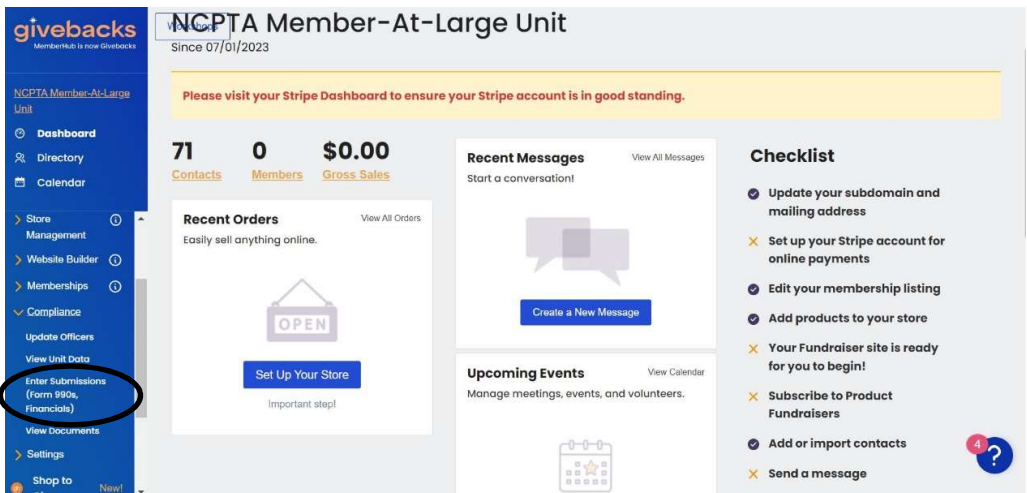 givebacks
MemberHub is now Givebacks
NCPTA Member-At-Large
Unit
Dashboard
Directory
Calendar
Store
Management
Website Builder
Memberships
Compliance
Update Officers
View Unit Data
Enter Submissions
(Form 990s,
Financials)
View Documents
Settings
Shop to
New!
NCPTA Member-At-Large Unit
Workshops
Since 07/01/2023
Please visit your Stripe Dashboard to ensure your Stripe account is in good standing.
71 0 $0.00
Contacts Members Gross Sales
Recent Orders View All Orders
Easily sell anything online.
OPEN
Set Up Your Store
Important step!
Recent Messages View All Messages
Start a conversation!
Create a New Message
Upcoming Events View Calendar
Manage meetings, events, and volunteers.
Checklist
Update your subdomain and
mailing address
Set up your Stripe account for
online payments
Edit your membership listing
Add products to your store
Your Fundraiser site is ready
for you to begin!
Subscribe to Product
Fundraisers
Add or import contacts
Send a message
4
?